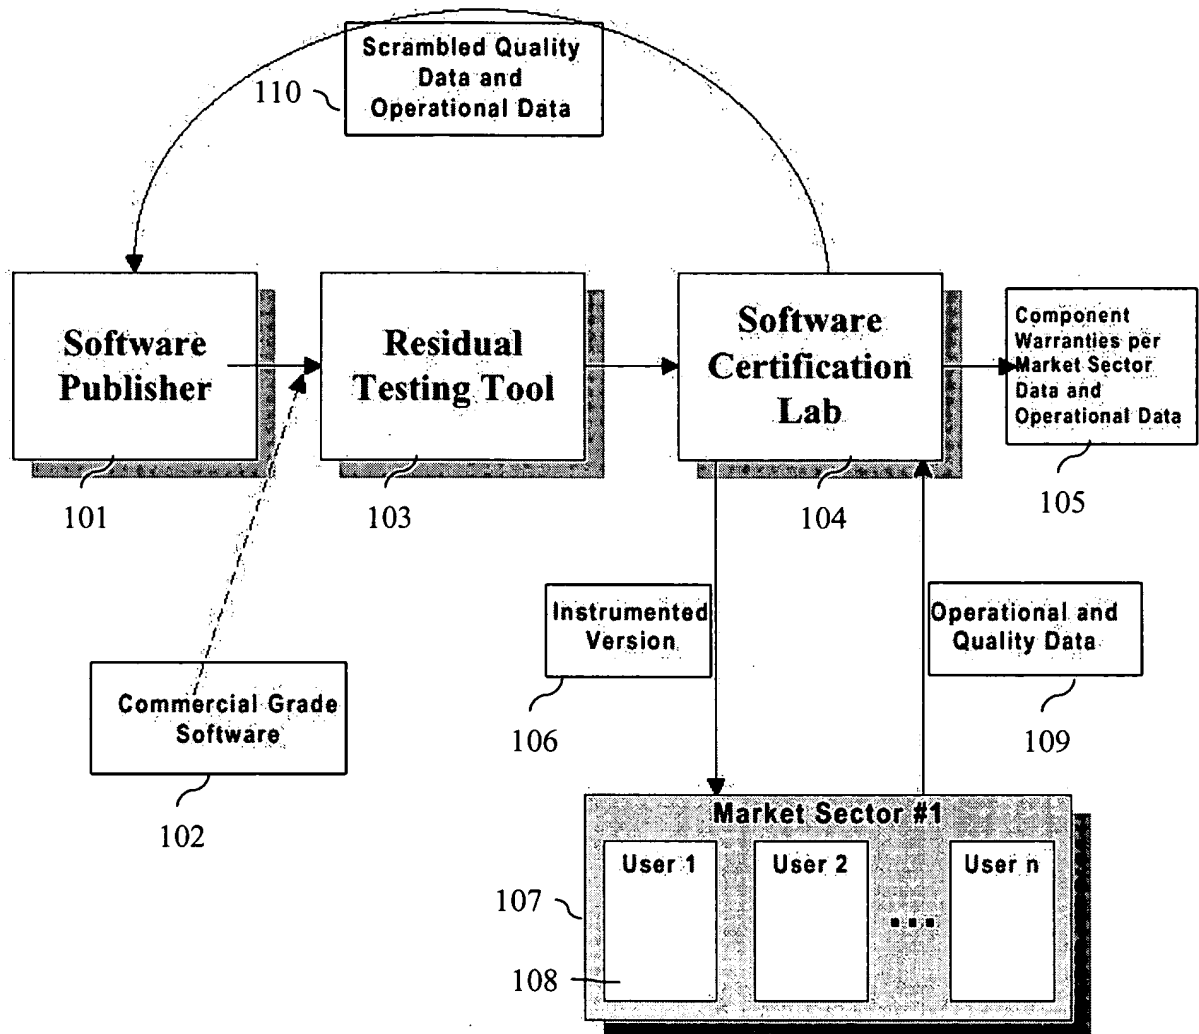 Scrambled Quality
Data and
Operational Data
110
Software
Publisher
101
Residual
Testing Tool
103
Software
Certification
Lab
104
Component
Warranties per
Market Sector
Data and
Operational Data
105
Commercial Grade
Software
102
Instrumented
Version
106
Operational and
Quality Data
109
Market Sector #1
User 1
User 2
...
User n
107
108